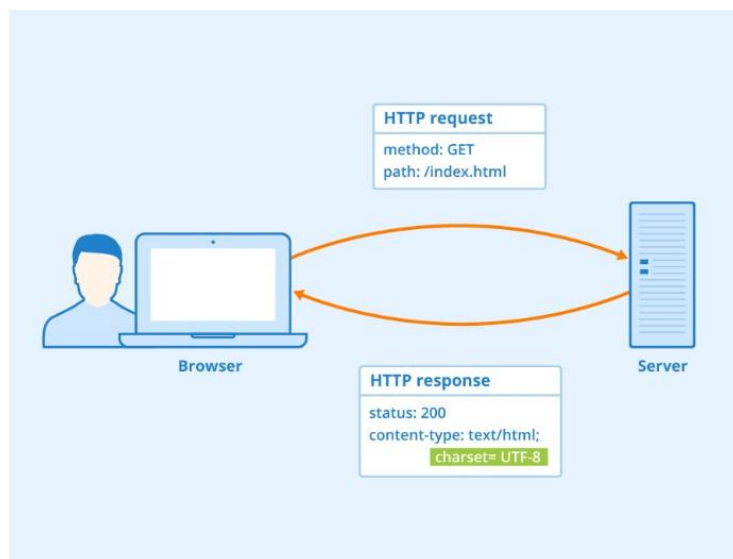 HTTP request
method: GET
path: /index.html
Browser
Server
HTTP response
status: 200
content-type: text/html;
charset= UTF-8